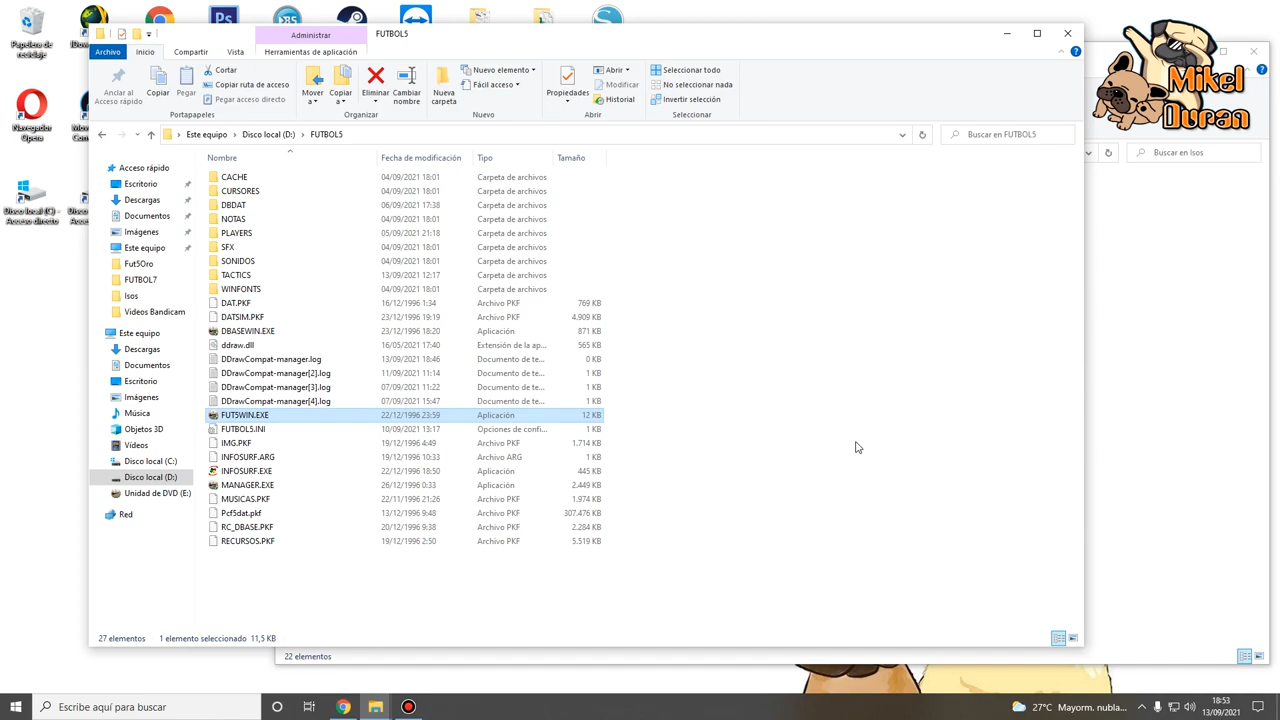 Papelera de reciclaje
Ps
DBS
Administrar
FUTBOL5
Archivo Inicio Compartir Vista Herramientas de aplicación
Anclar al Acceso rápido
Copiar
Pegar
Cortar
Copiar ruta de acceso
Pegar acceso directo
Portapapeles
Mover a
Copiar a
Eliminar
Cambiar nombre
Organizar
Nueva carpeta
Nuevo elemento
Fácil acceso
Nuevo
Propiedades
Abrir
Modificar
Historial
Abrir
Seleccionar todo
No seleccionar nada
Invertir selección
Seleccionar
Mikel
Duran
Navegador Opera
Este equipo Disco local (D:) FUTBOL5
Buscar en FUTBOL5
Buscar en Isos
Disco local (C) - Acceso directo
Acceso rápido
Escritorio
Descargas
Documentos
Imágenes
Este equipo
Fut5Oro
FUTBOL7
Isos
Videos Bandicam
Este equipo
Descargas
Documentos
Escritorio
Imágenes
Música
Objetos 3D
Vídeos
Disco local (C:)
Disco local (D:)
Unidad de DVD (E:)
Red
Nombre Fecha de modificación Tipo Tamaño
CACHE 04/09/2021 18:01 Carpeta de archivos
CURSORES 04/09/2021 18:01 Carpeta de archivos
DBDAT 06/09/2021 17:38 Carpeta de archivos
NOTAS 04/09/2021 18:01 Carpeta de archivos
PLAYERS 05/09/2021 21:18 Carpeta de archivos
SFX 04/09/2021 18:01 Carpeta de archivos
SONIDOS 04/09/2021 18:01 Carpeta de archivos
TACTICS 13/09/2021 12:17 Carpeta de archivos
WINFONTS 04/09/2021 18:01 Carpeta de archivos
DAT.PKF 16/12/1996 1:34 Archivo PKF 769 KB
DATSIM.PKF 23/12/1996 19:19 Archivo PKF 4.909 KB
DBASEWIN.EXE 23/12/1996 18:20 Aplicación 871 KB
ddraw.dll 16/05/2021 17:40 Extensión de la ap... 565 KB
DDrawCompat-manager.log 13/09/2021 18:46 Documento de te... 0 KB
DDrawCompat-manager[2].log 11/09/2021 11:14 Documento de te... 1 KB
DDrawCompat-manager[3].log 07/09/2021 11:22 Documento de te... 1 KB
DDrawCompat-manager[4].log 07/09/2021 15:47 Documento de te... 1 KB
FUT5WIN.EXE 22/12/1996 23:59 Aplicación 12 KB
FUTBOL5.INI 10/09/2021 13:17 Opciones de confi... 1 KB
IMG.PKF 19/12/1996 4:49 Archivo PKF 1.714 KB
INFOSURF.ARG 19/12/1996 10:33 Archivo ARG 1 KB
INFOSURF.EXE 22/12/1996 18:50 Aplicación 445 KB
MANAGER.EXE 26/12/1996 0:33 Aplicación 2.449 KB
MUSICAS.PKF 22/11/1996 21:26 Archivo PKF 1.974 KB
Pcf5dat.pkf 13/12/1996 9:48 Archivo PKF 307.476 KB
RC_DBASE.PKF 20/12/1996 9:38 Archivo PKF 2.284 KB
RECURSOS.PKF 19/12/1996 2:50 Archivo PKF 5.519 KB
27 elementos 1 elemento seleccionado 11,5 KB
22 elementos
Escribe aquí para buscar
27°C Mayorm. nubla...
18:53
13/09/2021